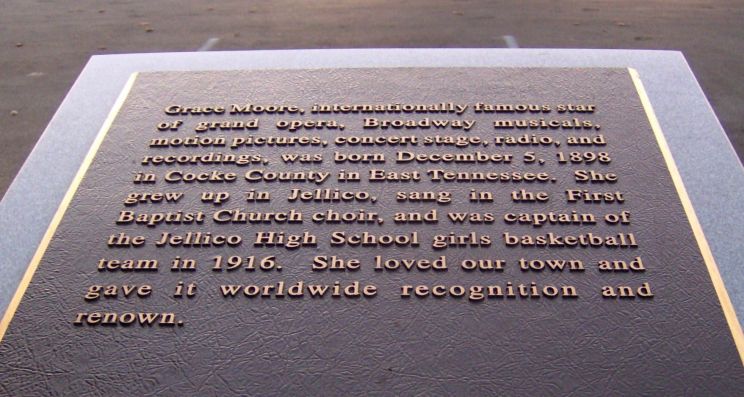 Grace Moore, internationally famous star
of grand opera, Broadway musicals,
motion pictures, concert stage, radio, and
recordings, was born December 5, 1898
in Cocke County in East Tennessee. She
grew up in Jellico, sang in the First
Baptist Church choir, and was captain of
the Jellico High School girls basketball
team in 1916. She loved our town and
gave it worldwide recognition and
renown.